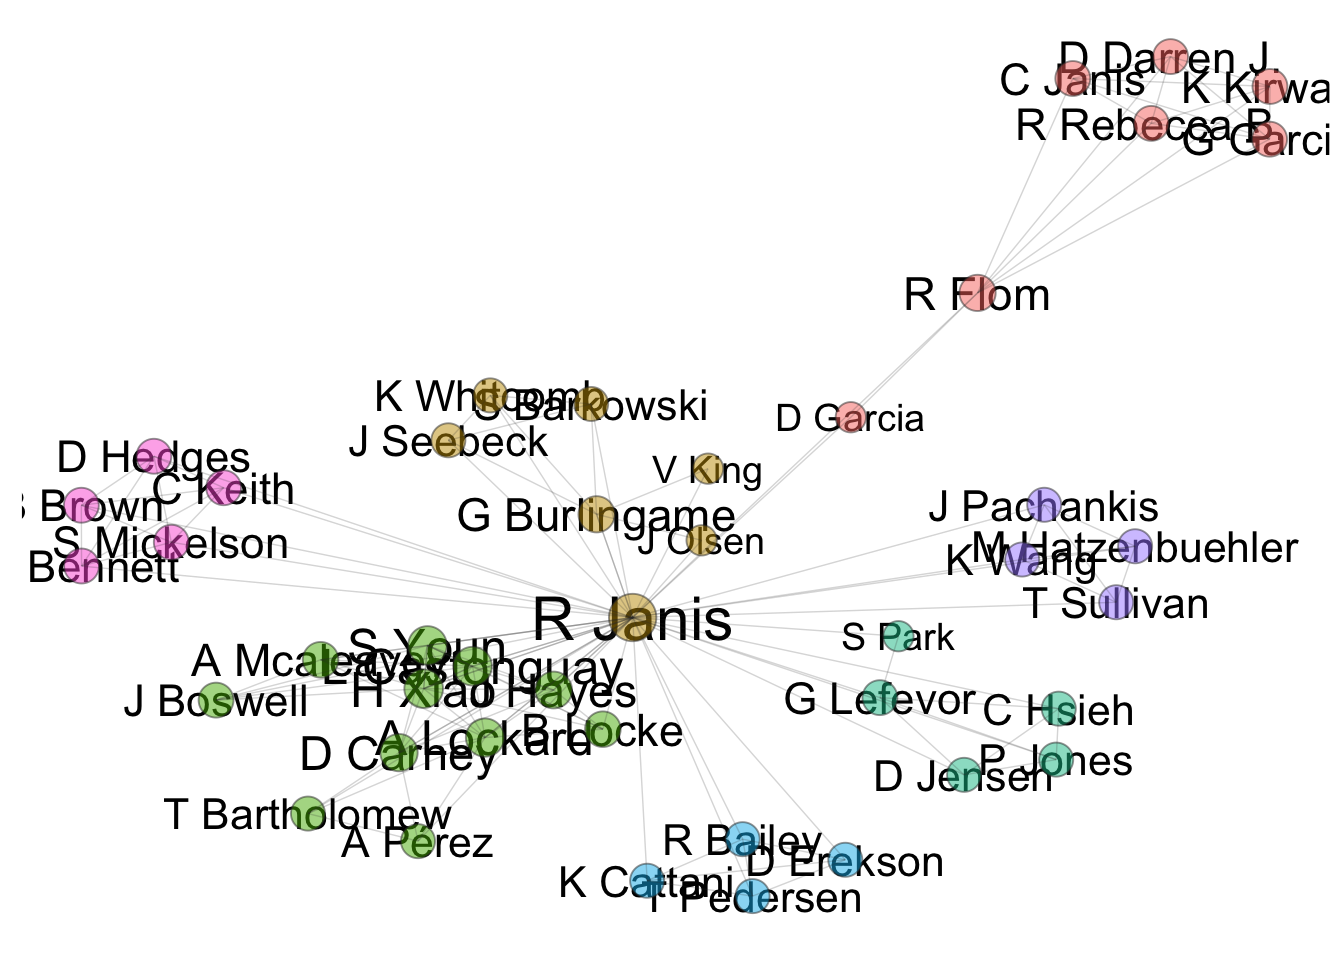 D Darren J.
C Janis
K Kirwa
R Rebecca P.
G Garci
R Flom
K Whitcomb
S Barkowski
D Garcia
J Seebeck
D Hedges
V King
C Keith
Brown
J Pachankis
G Burlingame
J Olsen
S Mickelson
M Hatzenbuehler
K Wang
Bennett
T Sullivan
R Janis
S Youn
S Park
A Mcaleavey
L Castonguay
H Xiao
J Hayes
J Boswell
G Lefevor
C Hsieh
B Locke
A Lockard
D Carney
P Jones
D Jensen
T Bartholomew
A Pérez
R Bailey
D Erekson
K Cattani
T Pedersen